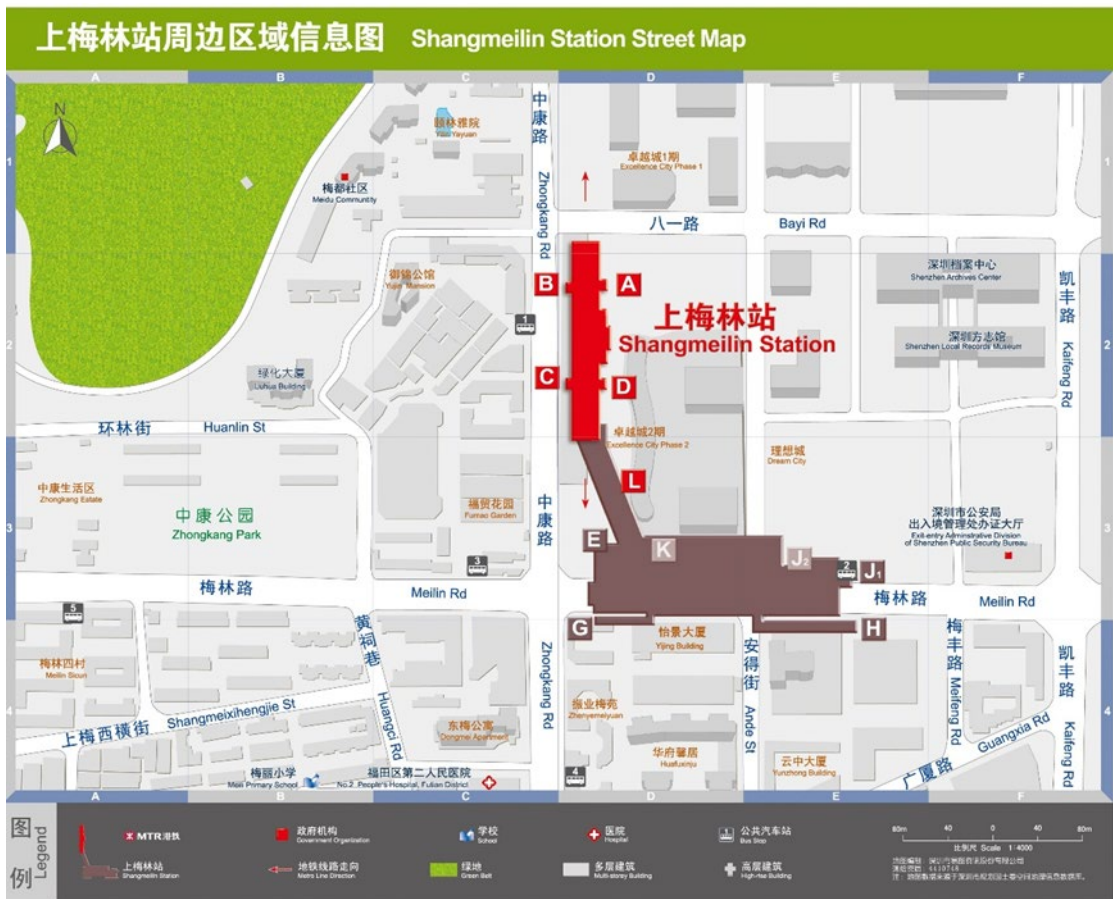 上梅林站周边区域信息图 Shangmeilin Station Street Map
A B C D E F
N
1
中康路
Zhongkang Rd
颐林雅院
Yilin Yayuan
卓越城1期
Excellence City Phase 1
1
梅都社区
Meidu Community
八一路 Bayi Rd
御锦公馆
Yujin Mansion
B A
深圳档案中心
Shenzhen Archives Center
凯丰路
Kaifeng Rd
1
上梅林站
Shangmeilin Station
深圳方志馆
Shenzhen Local Records Museum
2
2
绿化大厦
Liuhua Building
C D
环林街 Huanlin St
卓越城2期
Excellence City Phase 2
理想城
Dream City
中康生活区
Zhongkang Estate
中康公园
Zhongkang Park
福贸花园
Fumao Garden
中康路
L
深圳市公安局
出入境管理处办证大厅
Exit-entry Adminstrative Division
of Shenzhen Public Security Bureau
3
3
E K J2
3
2 J1
梅林路 Meilin Rd 梅林路 Meilin Rd
5
黄祠巷
Huangci Rd
G H
怡景大厦
Yijing Building
Zhongkang Rd
安得街
Ande St
梅丰路
Meifeng Rd
凯丰路
Kaifeng Rd
梅林四村
Meilin Sicun
振业梅苑
Zhenyemeiyuan
上梅西横街 Shangmeixihengjie St
4
4
东梅公寓
Dongmei Apartment
华府馨居
Huafuxinju
云中大厦
Yunzhong Building
广厦路 Guangxia Rd
梅丽小学
Meili Primary School
福田区第二人民医院
No.2 People's Hospital, Futian District
4
A B C D E F
图例
Legend
MTR港铁
政府机构
Government Organization
学校
School
医院
Hospital
1
公共汽车站
Bus Stop
80m 40 0 40 80m
比例尺 Scale 1:4000
上梅林站
Shangmeilin Station
地铁线路走向
Metro Line Direction
绿地
Green Belt
多层建筑
Multi-storey Building
高层建筑
High-rise Building